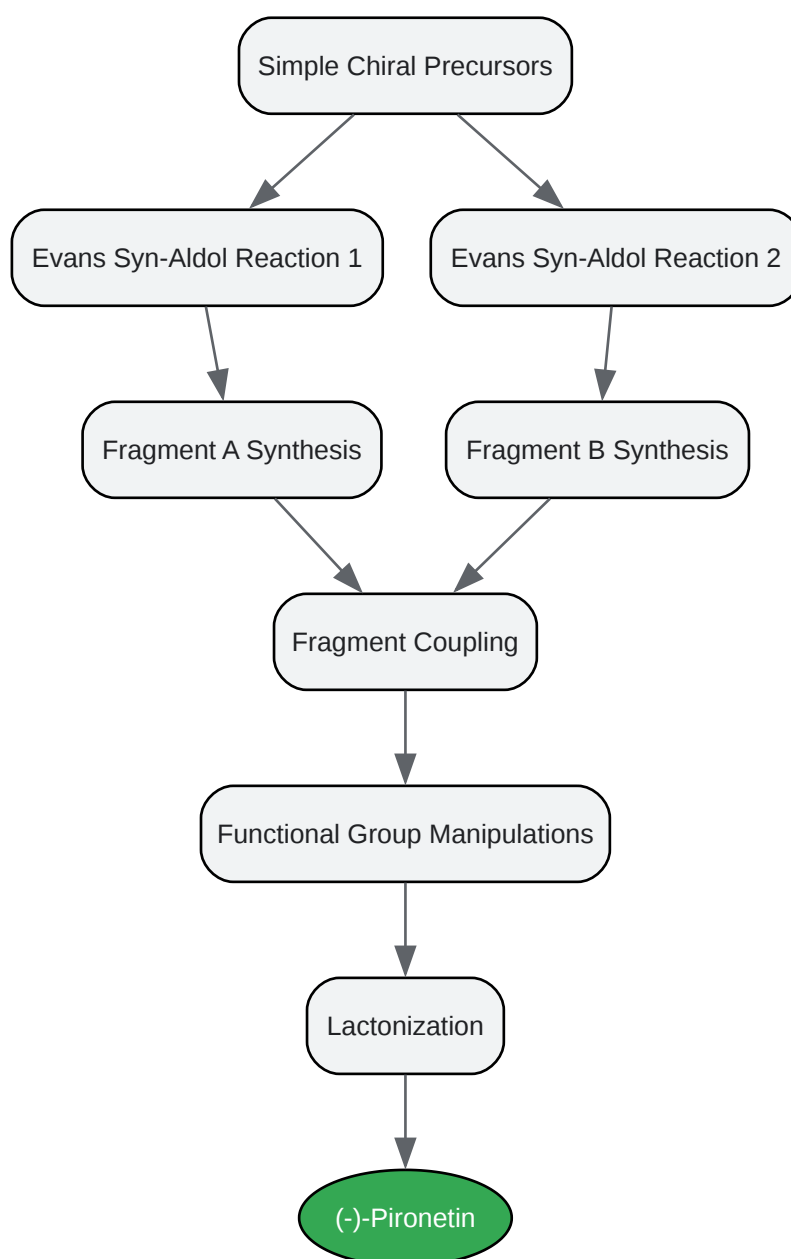 Simple Chiral Precursors
Evans Syn-Aldol Reaction 1
Evans Syn-Aldol Reaction 2
Fragment A Synthesis
Fragment B Synthesis
Fragment Coupling
Functional Group Manipulations
Lactonization
(-)-Pironetin